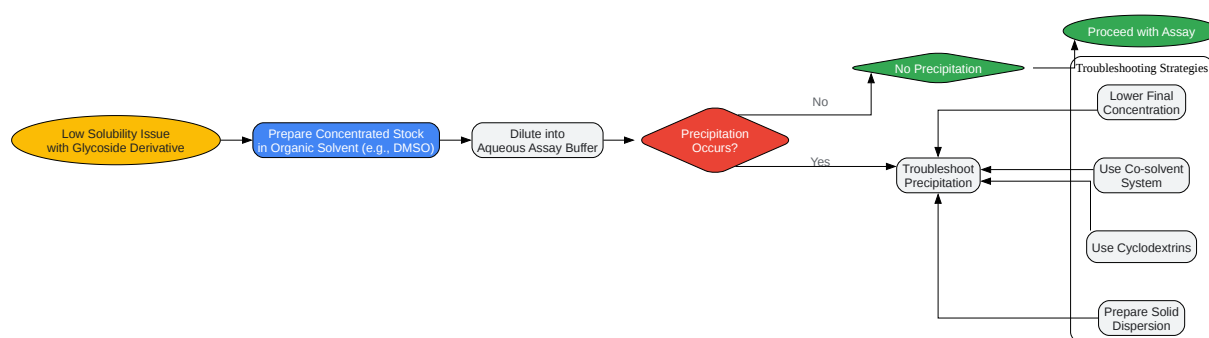 Low Solubility Issue
with Glycoside Derivative
Prepare Concentrated Stock
in Organic Solvent (e.g., DMSO)
Dilute into
Aqueous Assay Buffer
Precipitation
Occurs?
No
Yes
No Precipitation
Proceed with Assay
Troubleshoot
Precipitation
Troubleshooting Strategies
Lower Final
Concentration
Use Co-solvent
System
Use Cyclodextrins
Prepare Solid
Dispersion